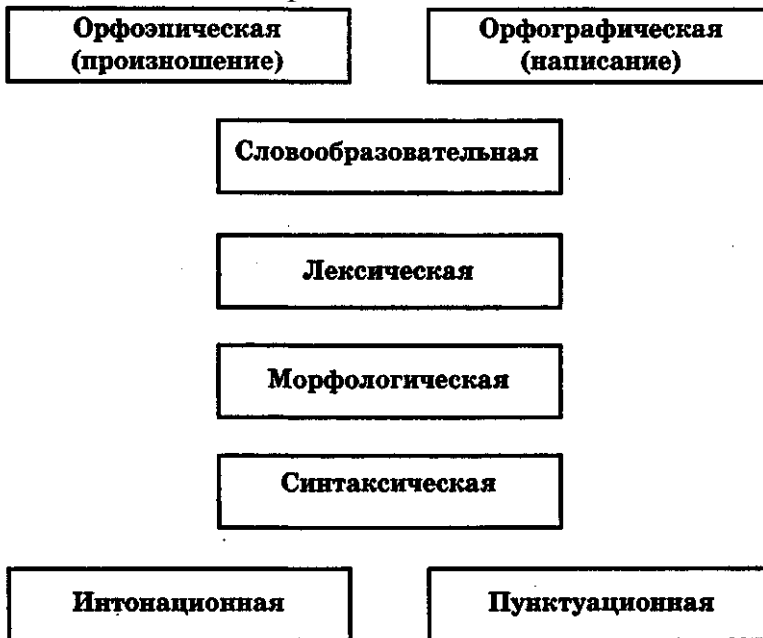 Орфоэпическая
(произношение)
Орфографическая
(написание)
Словообразовательная
Лексическая
Морфологическая
Синтаксическая
Интонационная
Пунктуационная